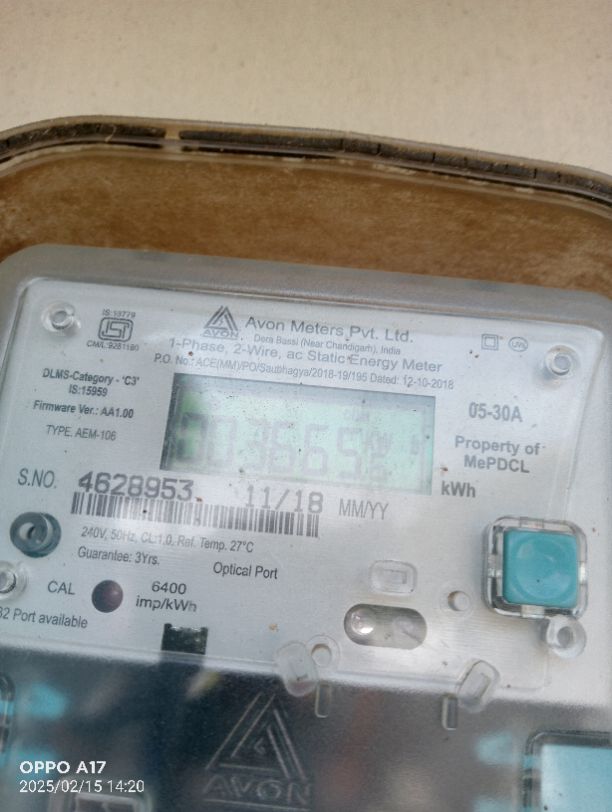 IS:13779
CM/L:9281180
AVON
Avon Meters Pvt. Ltd.
Dera Bassi (Near Chandigarh), India
1-Phase, 2-Wire, ac Static Energy Meter
P.O. No.: ACE(MM)/PO/Saubhagya/2018-19/195 Dated: 12-10-2018
DLMS-Category - 'C3'
IS:15959
Firmware Ver.: AA1.00
TYPE. AEM-106
003665
kWh
05-30A
Property of
MePDCL
S.NO. 4628953 11/18 MM/YY
240V, 50Hz, CL:1.0, Ref. Temp. 27°C
Guarantee: 3Yrs.
Optical Port
CAL
6400
imp/kWh
Port available
AVON
OPPO A17
2025/02/15 14:20